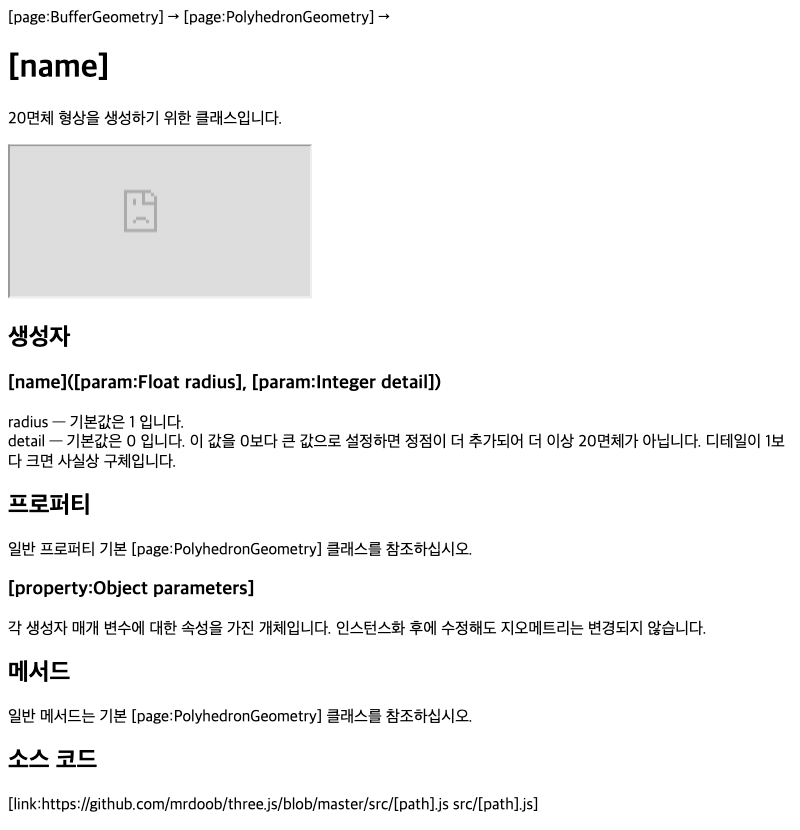 [page:BufferGeometry] → [page:PolyhedronGeometry] →
[name]
20면체 형상을 생성하기 위한 클래스입니다.
생성자
[name]([param:Float radius], [param:Integer detail])
radius — 기본값은 1 입니다.
detail — 기본값은 0 입니다. 이 값을 0보다 큰 값으로 설정하면 정점이 더 추가되어 더 이상 20면체가 아닙니다. 디테일이 1보
다 크면 사실상 구체입니다.
프로퍼티
일반 프로퍼티 기본 [page:PolyhedronGeometry] 클래스를 참조하십시오.
[property:Object parameters]
각 생성자 매개 변수에 대한 속성을 가진 개체입니다. 인스턴스화 후에 수정해도 지오메트리는 변경되지 않습니다.
메서드
일반 메서드는 기본 [page:PolyhedronGeometry] 클래스를 참조하십시오.
소스 코드
[link:https://github.com/mrdoob/three.js/blob/master/src/[path].js src/[path].js]